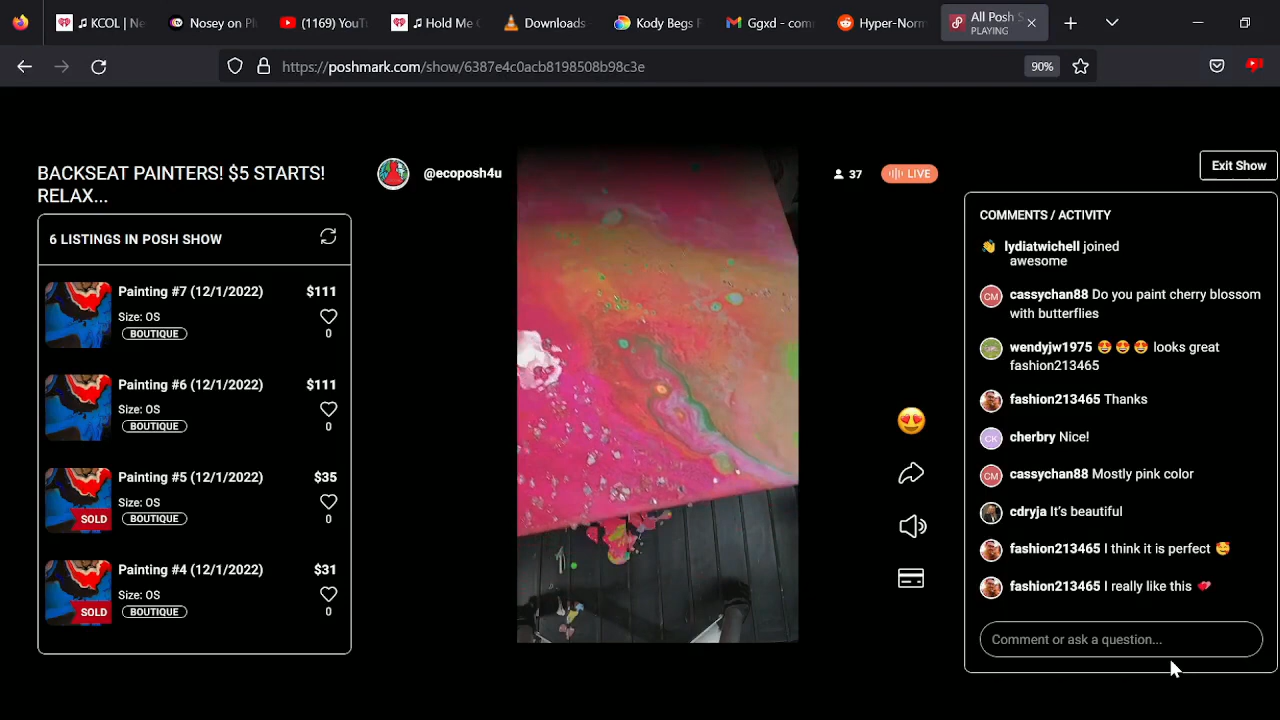 ♫ KCOL | Ne
Nosey on Pl
(1169) YouT
♫ Hold Me C
Downloads
Kody Begs F
Ggxd - com
Hyper-Norm
All Posh S
PLAYING
https://poshmark.com/show/6387e4c0acb8198508b98c3e
90%
BACKSEAT PAINTERS! $5 STARTS!
RELAX...
@ecoposh4u
37
LIVE
Exit Show
6 LISTINGS IN POSH SHOW
Painting #7 (12/1/2022) $111
Size: OS
BOUTIQUE 0
Painting #6 (12/1/2022) $111
Size: OS
BOUTIQUE 0
Painting #5 (12/1/2022) $35
Size: OS
SOLD BOUTIQUE 0
Painting #4 (12/1/2022) $31
Size: OS
SOLD BOUTIQUE 0
COMMENTS / ACTIVITY
👋 lydiatwichell joined
awesome
CM cassychan88 Do you paint cherry blossom
with butterflies
wendyjw1975 😍 😍 😍 looks great
fashion213465
fashion213465 Thanks
CK cherbry Nice!
CM cassychan88 Mostly pink color
cdryja It's beautiful
fashion213465 I think it is perfect 🥰
fashion213465 I really like this 💕
Comment or ask a question...